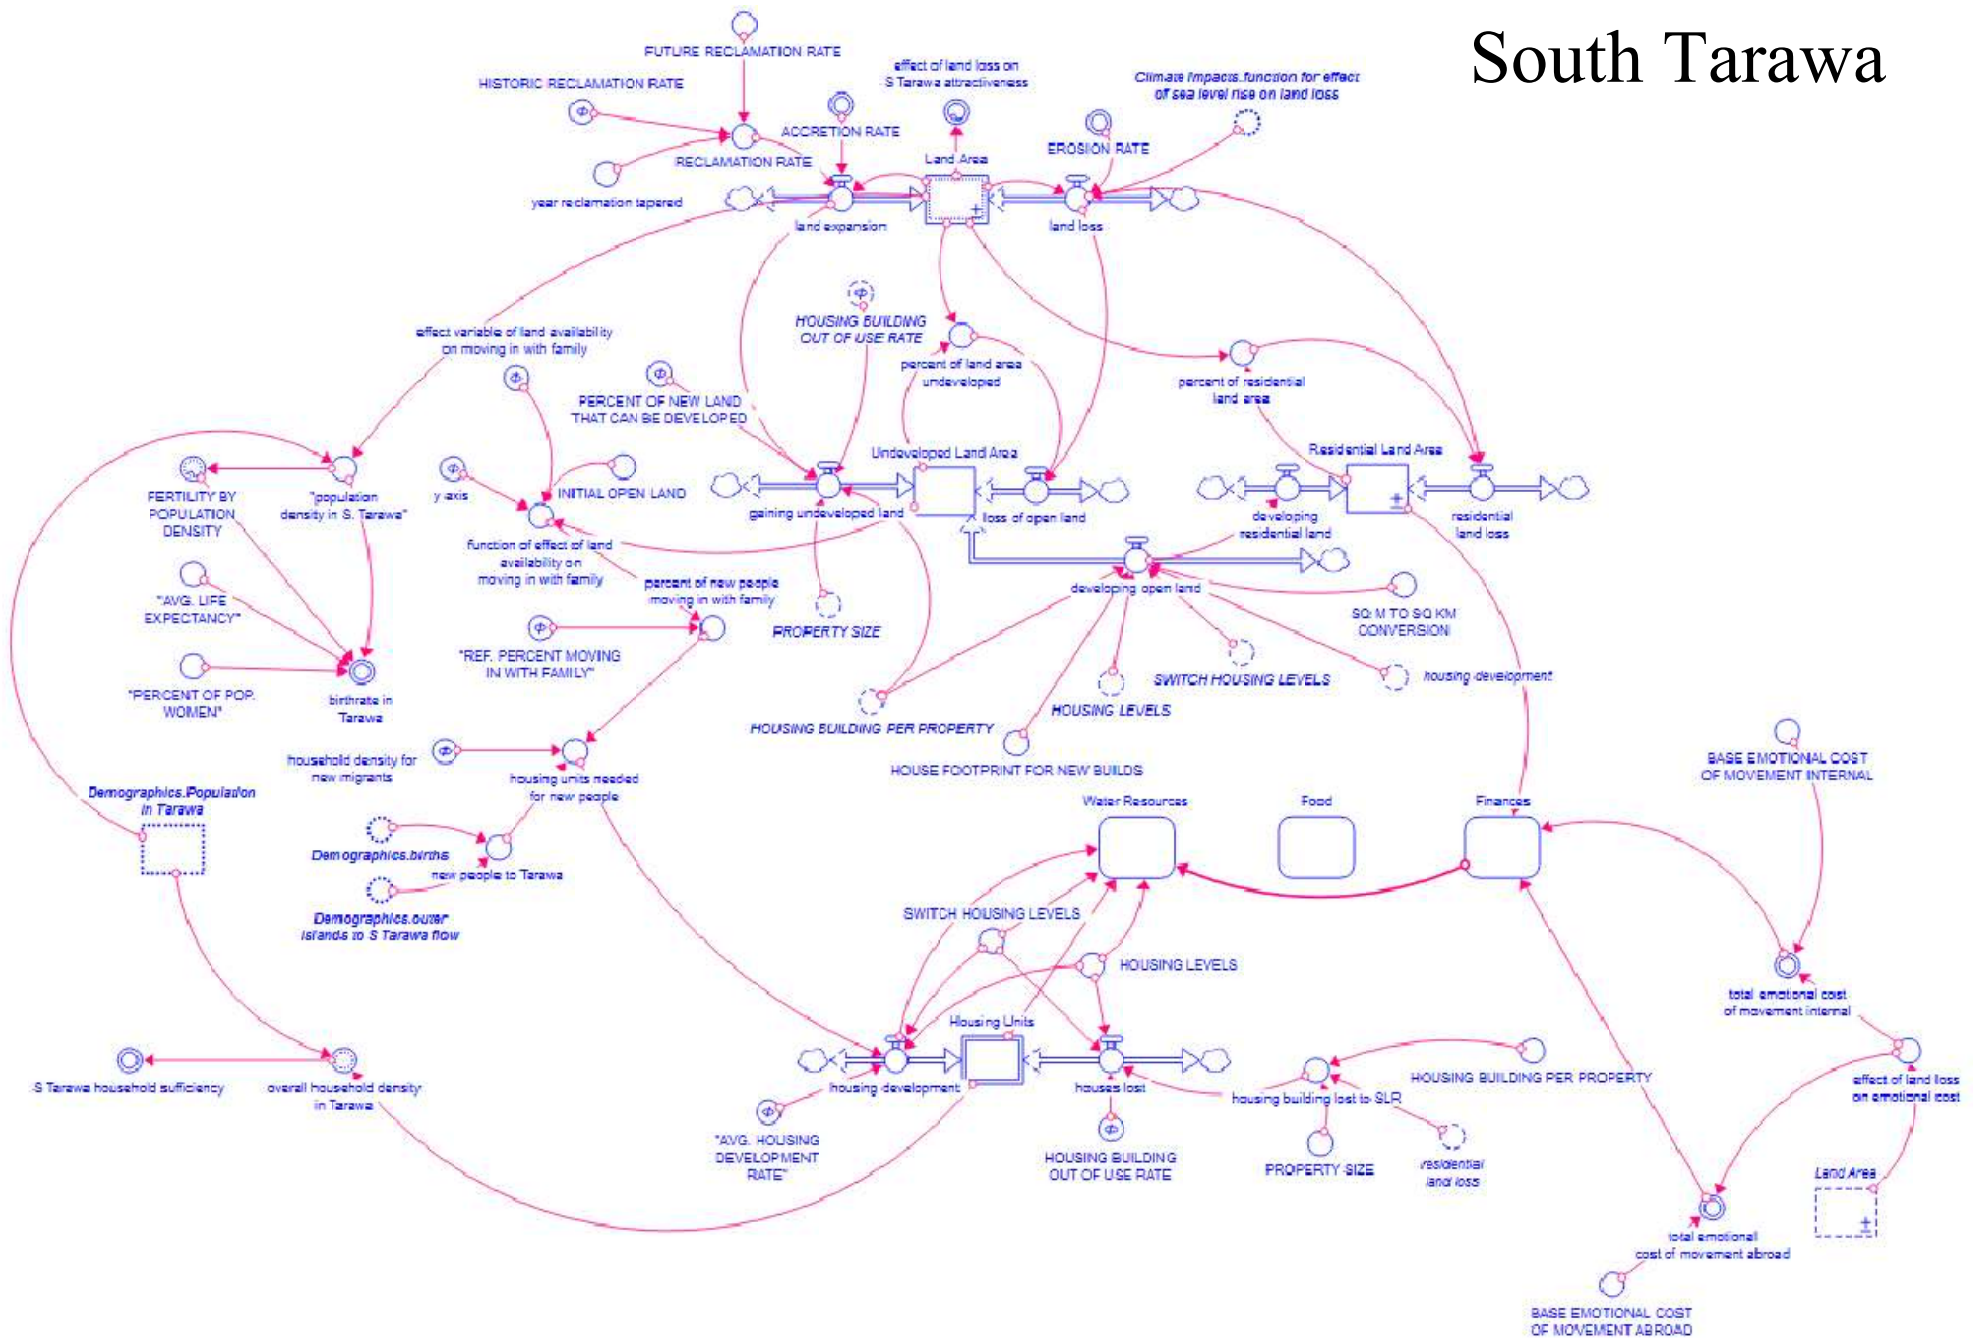 South Tarawa
FUTURE RECLAMATION RATE
HISTORIC RECLAMATION RATE
effect of land loss on
S Tarawa attractiveness
Climate Impacts.function for effect
of sea level rise on land loss
ACCRETION RATE
EROSION RATE
RECLAMATION RATE
Land Area
year reclamation tapered
land expansion
land loss
effect variable of land availability
on moving in with family
HOUSING BUILDING
OUT OF USE RATE
percent of land area
undeveloped
percent of residential
land area
PERCENT OF NEW LAND
THAT CAN BE DEVELOPED
Undeveloped Land Area
Residential Land Area
FERTILITY BY
POPULATION
DENSITY
"population
density in S. Tarawa"
y axis
INITIAL OPEN LAND
gaining undeveloped land
loss of open land
developing
residential land
residential
land loss
function of effect of land
availability on
moving in with family
percent of new people
moving in with family
developing open land
"AVG. LIFE
EXPECTANCY"
PROPERTY SIZE
SQ M TO SQ KM
CONVERSION
"REF. PERCENT MOVING
IN WITH FAMILY"
SWITCH HOUSING LEVELS
housing development
"PERCENT OF POP.
WOMEN"
birthrate in
Tarawa
HOUSING LEVELS
HOUSING BUILDING PER PROPERTY
HOUSE FOOTPRINT FOR NEW BUILDS
household density for
new migrants
housing units needed
for new people
BASE EMOTIONAL COST
OF MOVEMENT INTERNAL
Demographics.Population
in Tarawa
Water Resources
Food
Finances
Demographics.births
new people to Tarawa
Demographics.outer
islands to S Tarawa flow
SWITCH HOUSING LEVELS
HOUSING LEVELS
total emotional cost
of movement internal
Housing Units
S Tarawa household sufficiency
overall household density
in Tarawa
housing development
houses lost
housing building lost to SLR
HOUSING BUILDING PER PROPERTY
effect of land loss
on emotional cost
"AVG. HOUSING
DEVELOPMENT
RATE"
HOUSING BUILDING
OUT OF USE RATE
PROPERTY SIZE
residential
land loss
Land Area
total emotional
cost of movement abroad
BASE EMOTIONAL COST
OF MOVEMENT ABROAD